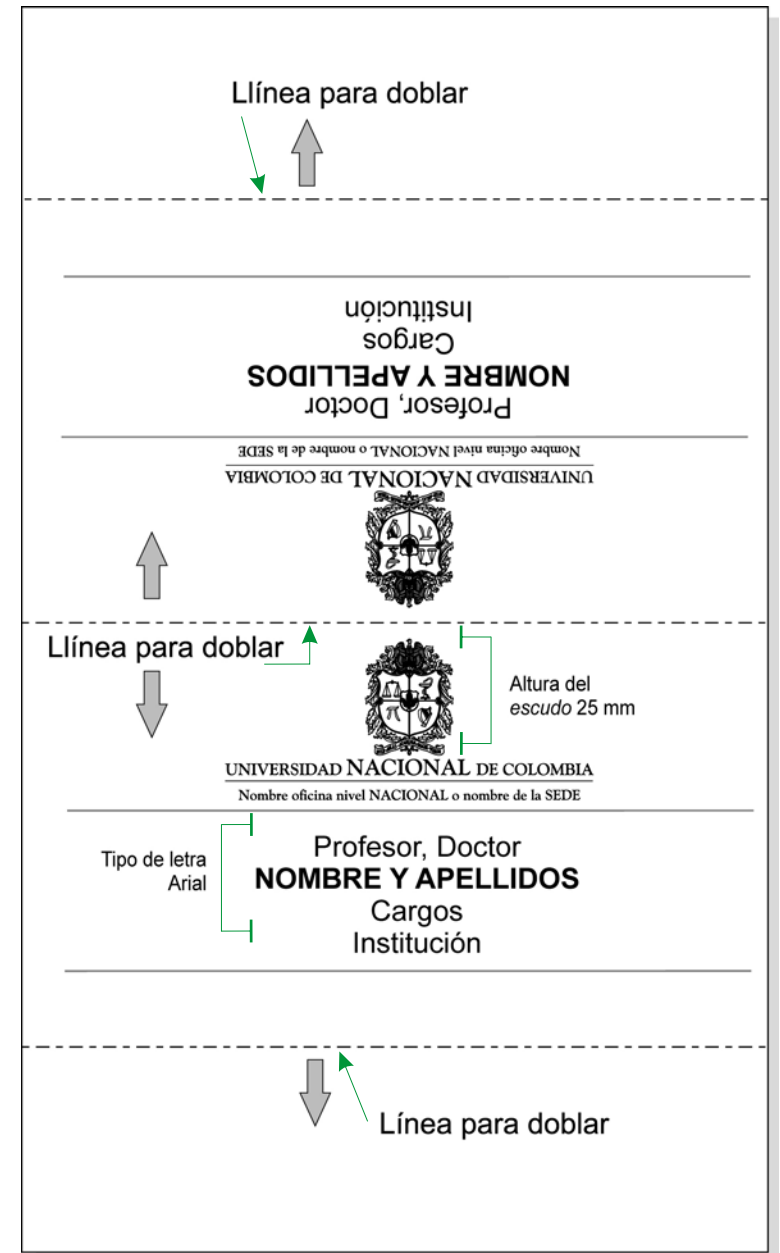 Llínea para doblar
Institución
Cargos
NOMBRE Y APELLIDOS
Profesor, Doctor
Nombre oficina nivel NACIONAL o nombre de la SEDE
UNIVERSIDAD NACIONAL DE COLOMBIA
Llínea para doblar
Altura del
escudo 25 mm
UNIVERSIDAD NACIONAL DE COLOMBIA
Nombre oficina nivel NACIONAL o nombre de la SEDE
Tipo de letra
Arial
Profesor, Doctor
NOMBRE Y APELLIDOS
Cargos
Institución
Línea para doblar